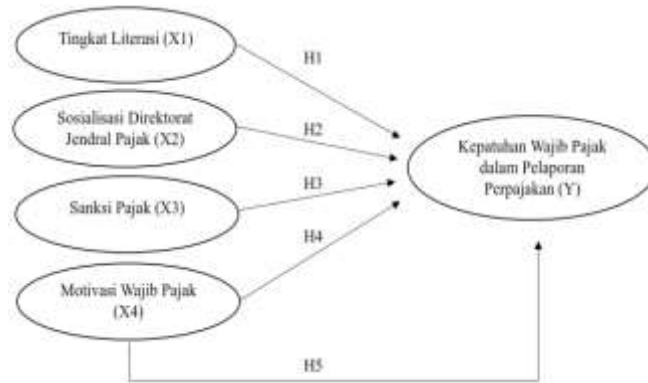 Tingkat Literasi (X1)
H1
Sosialisasi Direktorat
Jendral Pajak (X2)
H2
Kepatuhan Wajib Pajak
dalam Pelaporan
Perpajakan (Y)
Sanksi Pajak (X3)
H3
H4
Motivasi Wajib Pajak
(X4)
H5